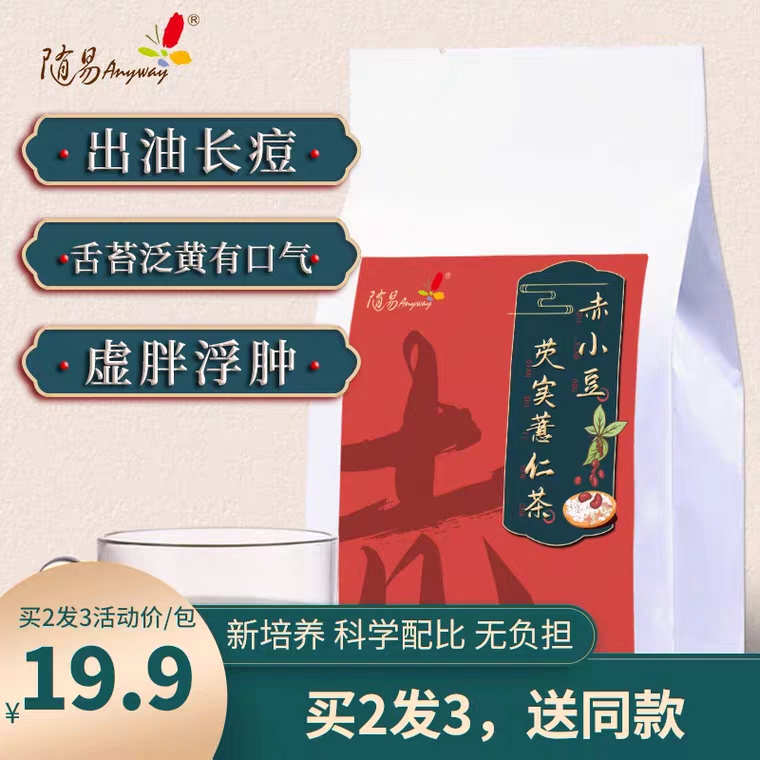 随易Anyway®
出油长痘
舌苔泛黄有口气
虚胖浮肿
随易Anyway®
赤小豆
芡实薏仁茶
赤
买2发3活动价/包
¥19.9
新培养 科学配比 无负担
买2发3，送同款